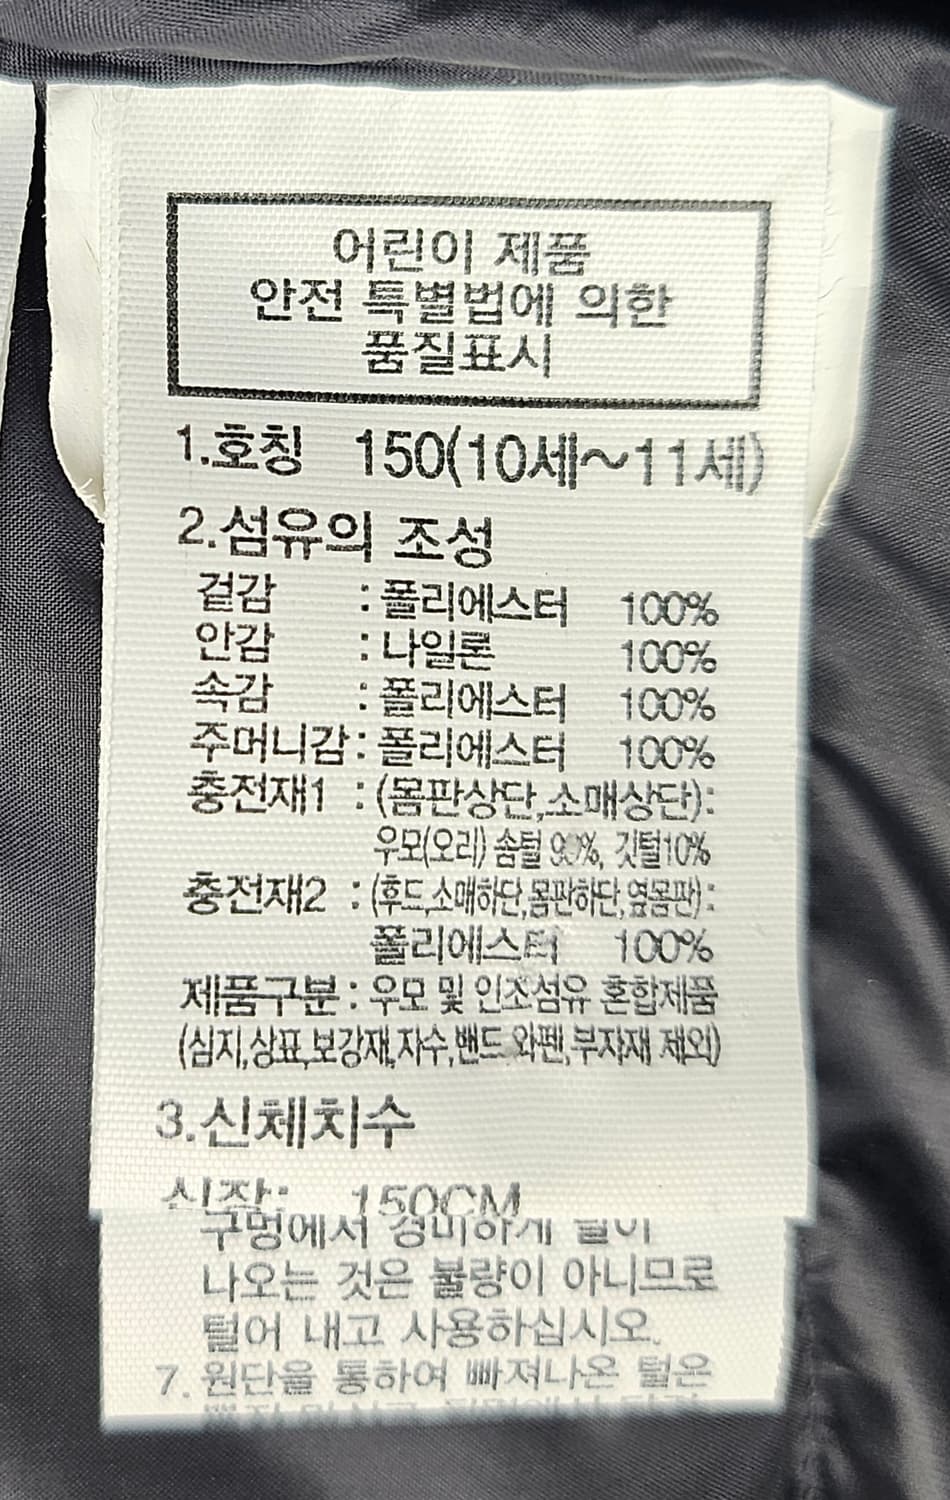 어린이 제품
안전 특별법에 의한
품질표시
1.호칭 150(10세~11세)
2.섬유의 조성
겉감 : 폴리에스터 100%
안감 : 나일론 100%
속감 : 폴리에스터 100%
주머니감 : 폴리에스터 100%
충전재1 : (몸판상단,소매상단):
우모(오리) 솜털 90%, 깃털10%
충전재2 : (후드,소매하단,몸판하단,옆몸판):
폴리에스터 100%
제품구분 : 우모 및 인조섬유 혼합제품
(심지,상표,보강재,자수,밴드,와펜,부자재 제외)
3.신체치수
신장: 150CM
구멍에서 경미하게 털이
나오는 것은 불량이 아니므로
털어 내고 사용하십시오.
7. 원단을 통하여 빠져나온 털은